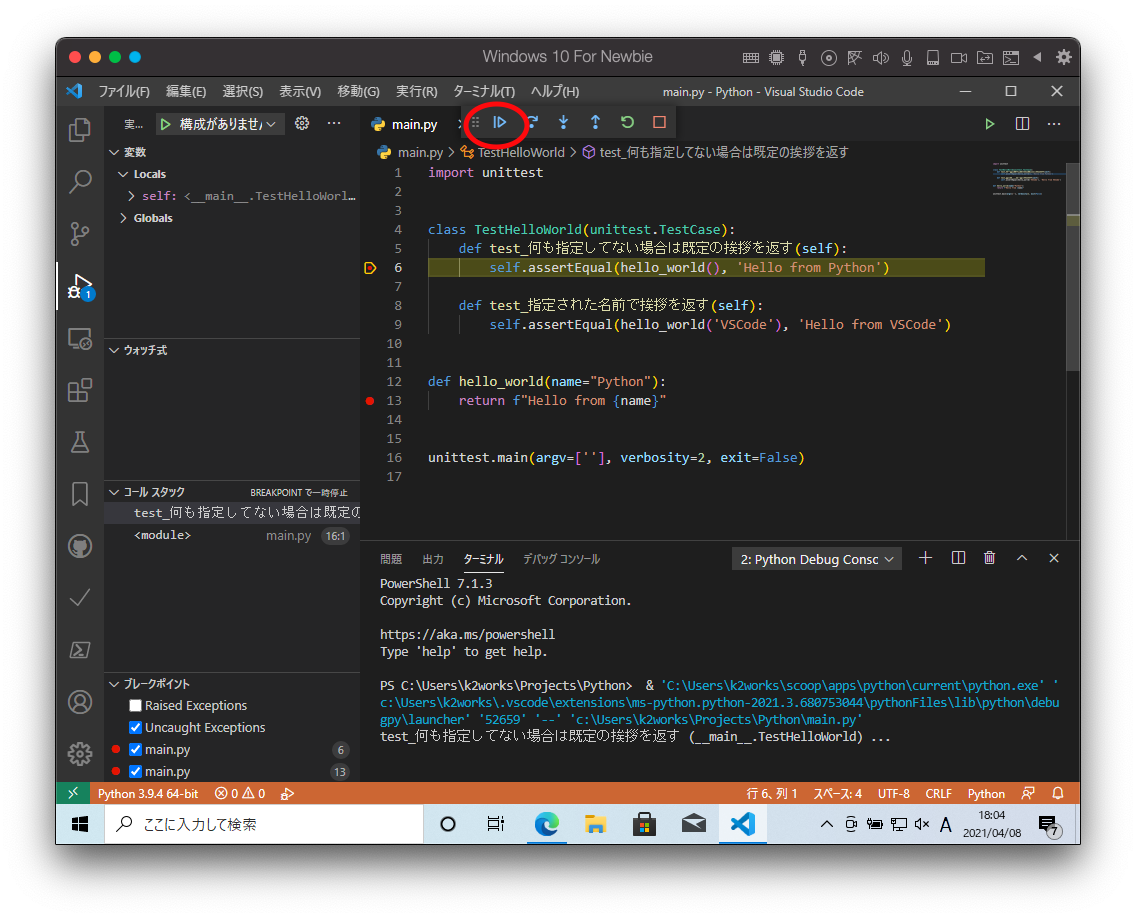 Windows 10 For Newbie
ファイル(F) 編集(E) 選択(S) 表示(V) 移動(G) 実行(R) ターミナル(T) ヘルプ(H) main.py - Python - Visual Studio Code
実... 構成がありませﾝ main.py
変数
Locals
self: <__main__.TestHelloWorl...
Globals
ウォッチ式
コール スタック BREAKPOINT で一時停止
test_何も指定してない場合は既定の
<module> main.py 16:1
ブレークポイント
Raised Exceptions
Uncaught Exceptions
main.py 6
main.py 13
main.py > TestHelloWorld > test_何も指定してない場合は既定の挨拶を返す
1 import unittest
2
3
4 class TestHelloWorld(unittest.TestCase):
5 def test_何も指定してない場合は既定の挨拶を返す(self):
6 self.assertEqual(hello_world(), 'Hello from Python')
7
8 def test_指定された名前で挨拶を返す(self):
9 self.assertEqual(hello_world('VSCode'), 'Hello from VSCode')
10
11
12 def hello_world(name="Python"):
13 return f"Hello from {name}"
14
15
16 unittest.main(argv=[''], verbosity=2, exit=False)
17
問題 出力 ターミナル デバッグ コンソール 2: Python Debug Consc
PowerShell 7.1.3
Copyright (c) Microsoft Corporation.
https://aka.ms/powershell
Type 'help' to get help.
PS C:\Users\k2works\Projects\Python> & 'C:\Users\k2works\scoop\apps\python\current\python.exe' '
c:\Users\k2works\.vscode\extensions\ms-python.python-2021.3.680753044\pythonFiles\lib\python\debu
gpy\launcher' '52659' '--' 'c:\Users\k2works\Projects\Python\main.py'
test_何も指定してない場合は既定の挨拶を返す (__main__.TestHelloWorld) ...
Python 3.9.4 64-bit 0 0 行 6、列 1 スペース: 4 UTF-8 CRLF Python
ここに入力して検索 A 18:04
2021/04/08 7
1